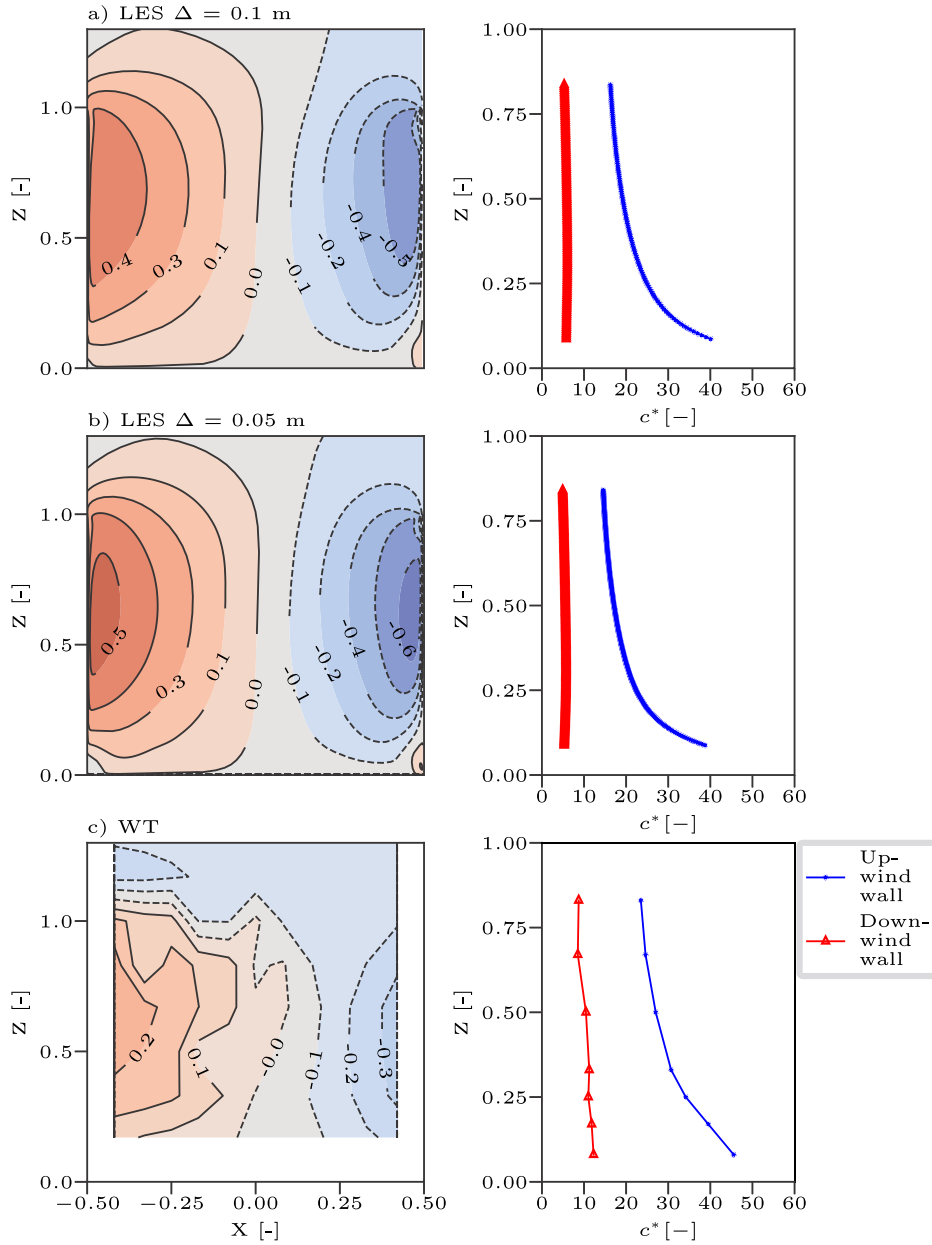 a) LES Δ = 0.1 m
Z [-]
1.0
0.5
0.0
0.4
0.3
0.1
0.0
-0.1
-0.2
-0.4
-0.5
Z [-]
1.00
0.75
0.50
0.25
0.00
0 10 20 30 40 50 60
c* [−]
b) LES Δ = 0.05 m
Z [-]
1.0
0.5
0.0
0.5
0.3
0.1
0.0
-0.1
-0.2
-0.4
-0.6
Z [-]
1.00
0.75
0.50
0.25
0.00
0 10 20 30 40 50 60
c* [−]
c) WT
Z [-]
1.0
0.5
0.0
0.2
0.1
-0.0
-0.1
-0.2
-0.3
−0.50 −0.25 0.00 0.25 0.50
X [-]
Z [-]
1.00
0.75
0.50
0.25
0.00
0 10 20 30 40 50 60
c* [−]
Up-
wind
wall
Down-
wind
wall